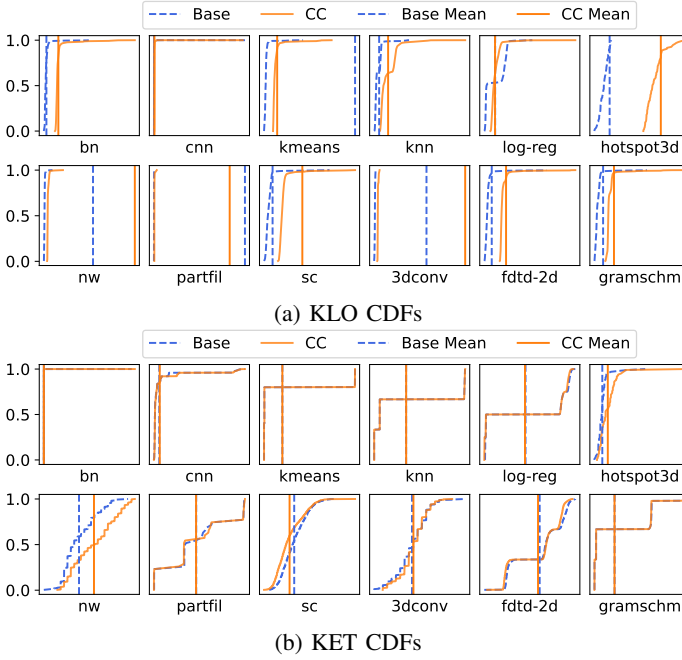 Base CC Base Mean CC Mean
1.0
0.5
0.0
bn cnn kmeans knn log-reg hotspot3d
1.0
0.5
0.0
nw partfil sc 3dconv fdtd-2d gramschm
(a) KLO CDFs
Base CC Base Mean CC Mean
1.0
0.5
0.0
bn cnn kmeans knn log-reg hotspot3d
1.0
0.5
0.0
nw partfil sc 3dconv fdtd-2d gramschm
(b) KET CDFs